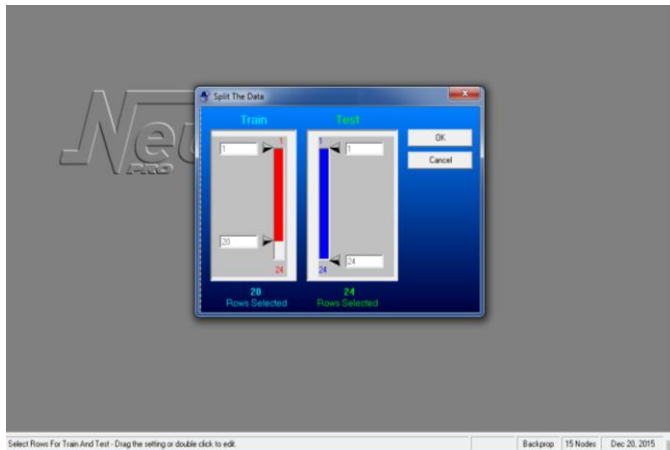 Split The Data
Train
Test
OK
Cancel
1
1
1
1
20
24
24
24
20
Rows Selected
24
Rows Selected
Neu
PRO
Select Rows For Train And Test - Drag the setting or double click to edit.
Backprop
15 Nodes
Dec 20, 2015